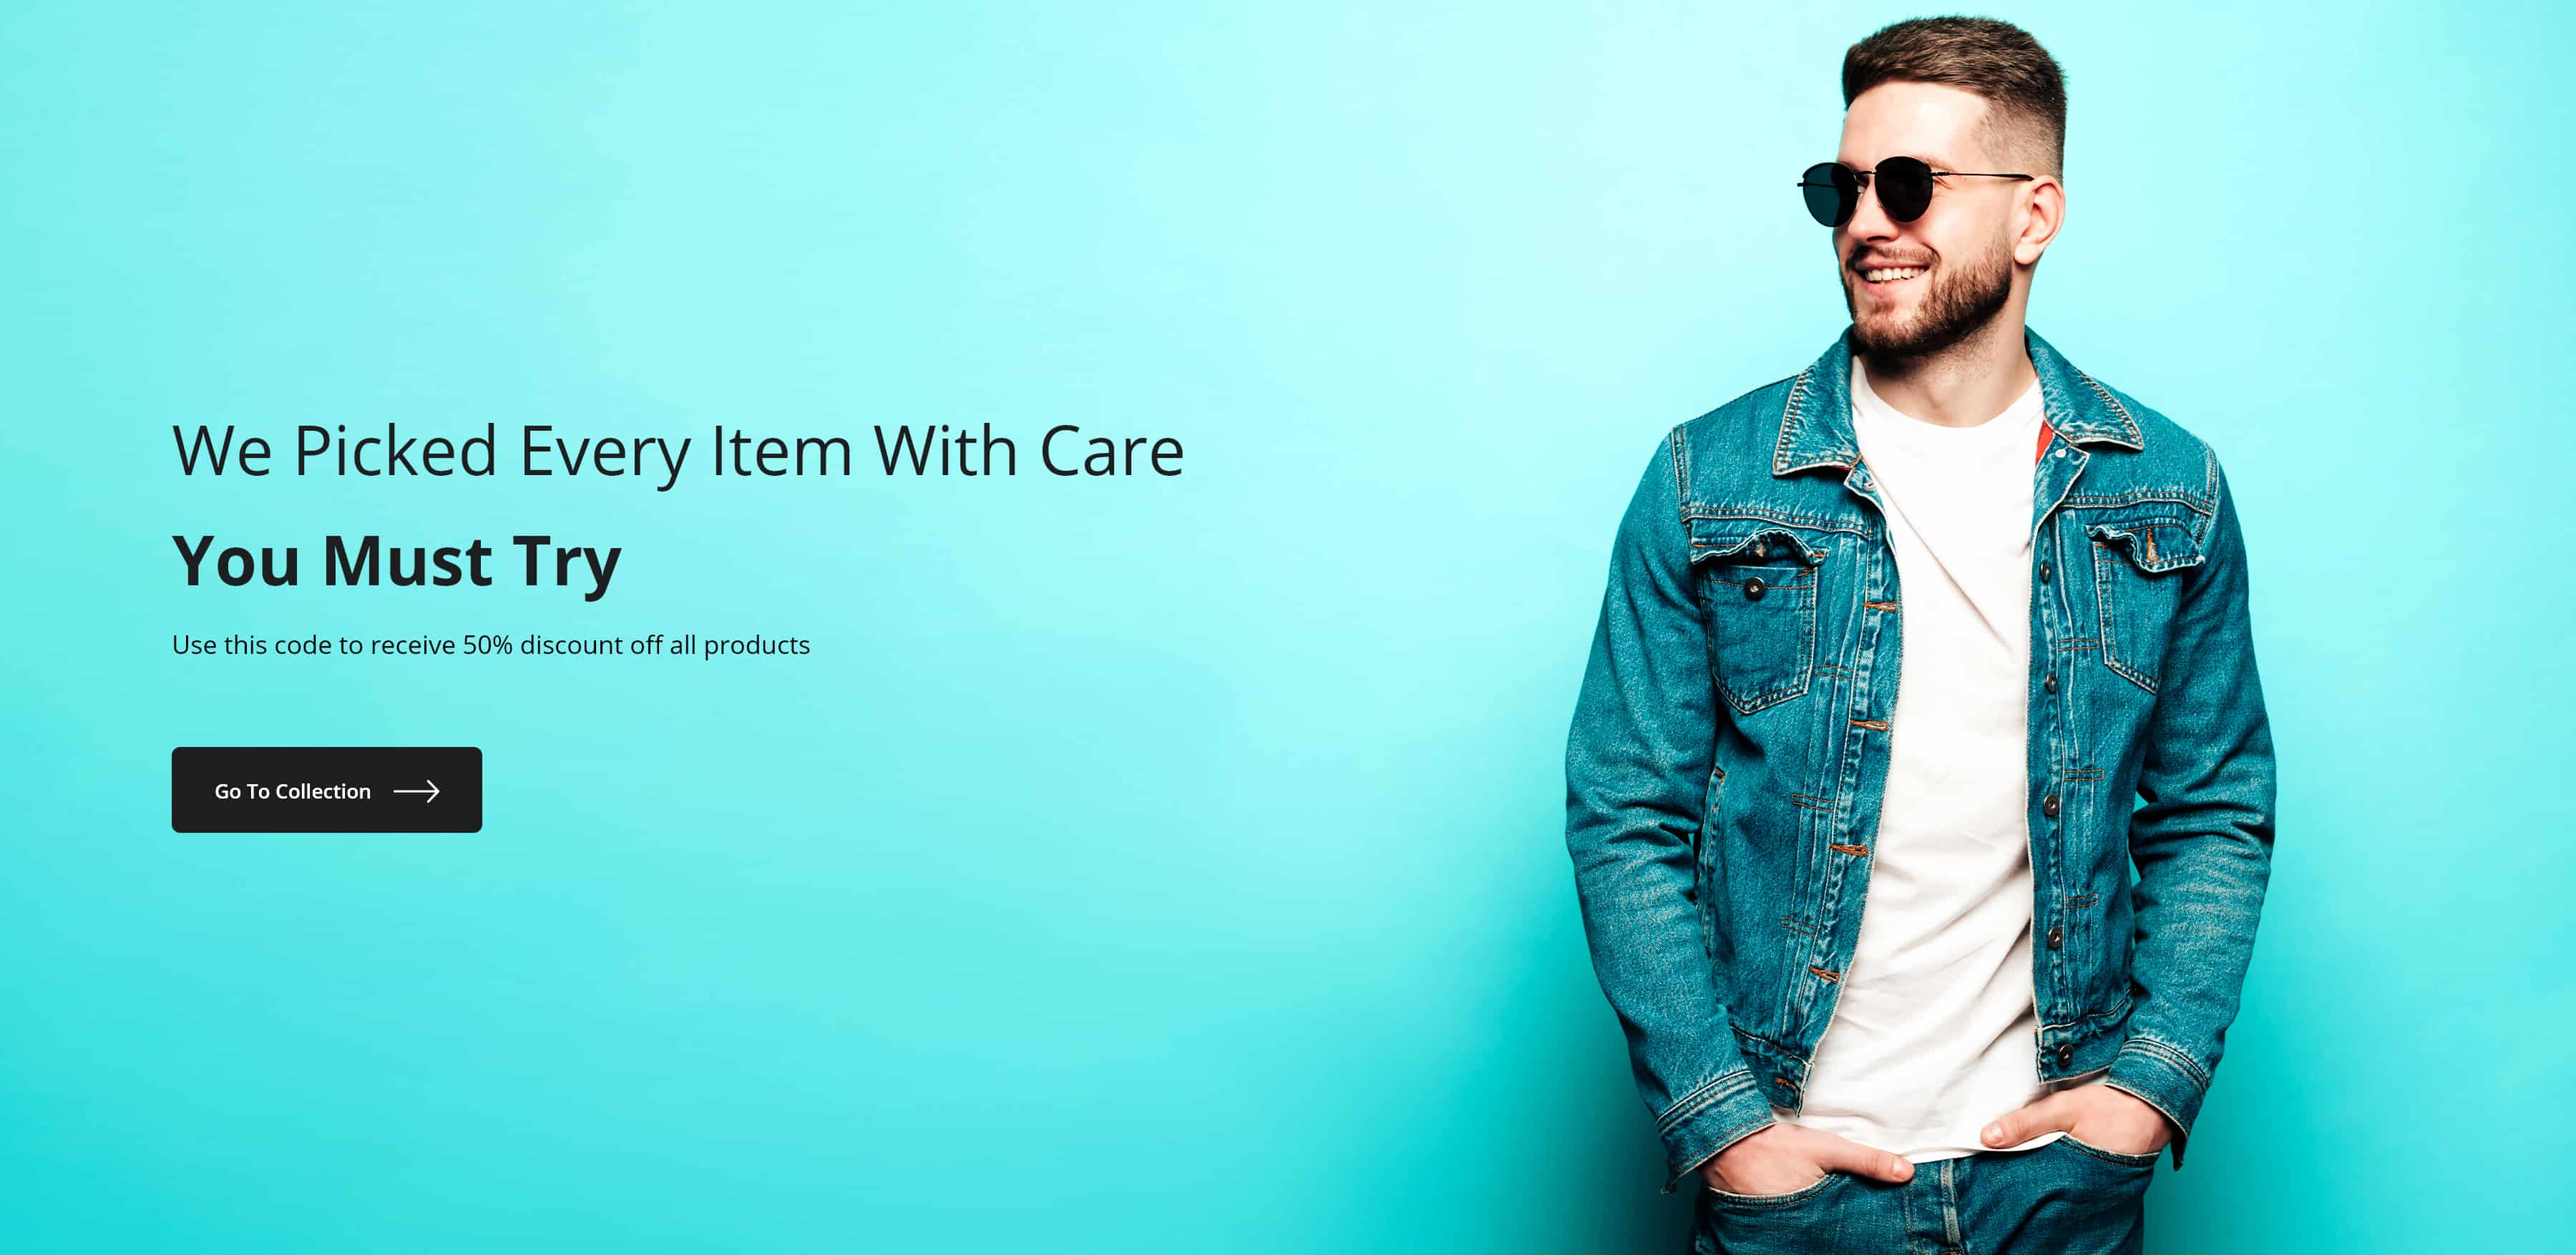 We Picked Every Item With Care
You Must Try
Use this code to receive 50% discount off all products
Go To Collection